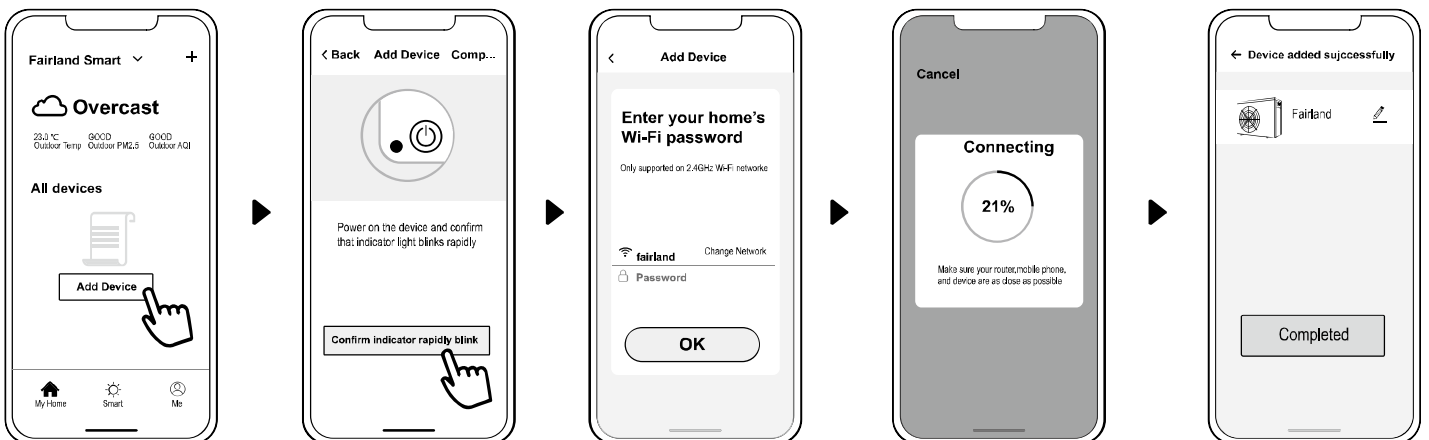 Fairland Smart
+
Overcast
23.0 ℃ GOOD GOOD
Outdoor Temp Outdoor PM2.5 Outdoor AQI
All devices
Add Device
My Home Smart Me
< Back Add Device Comp...
Power on the device and confirm
that indicator light blinks rapidly
Confirm indicator rapidly blink
< Add Device
Enter your home's
Wi-Fi password
Only supported on 2.4GHz Wi-Fi networke
fairland Change Network
Password
OK
Cancel
Connecting
21%
Make sure your router,mobile phone,
and device are as close as possible
← Device added sujccessfully
Fairland
Completed